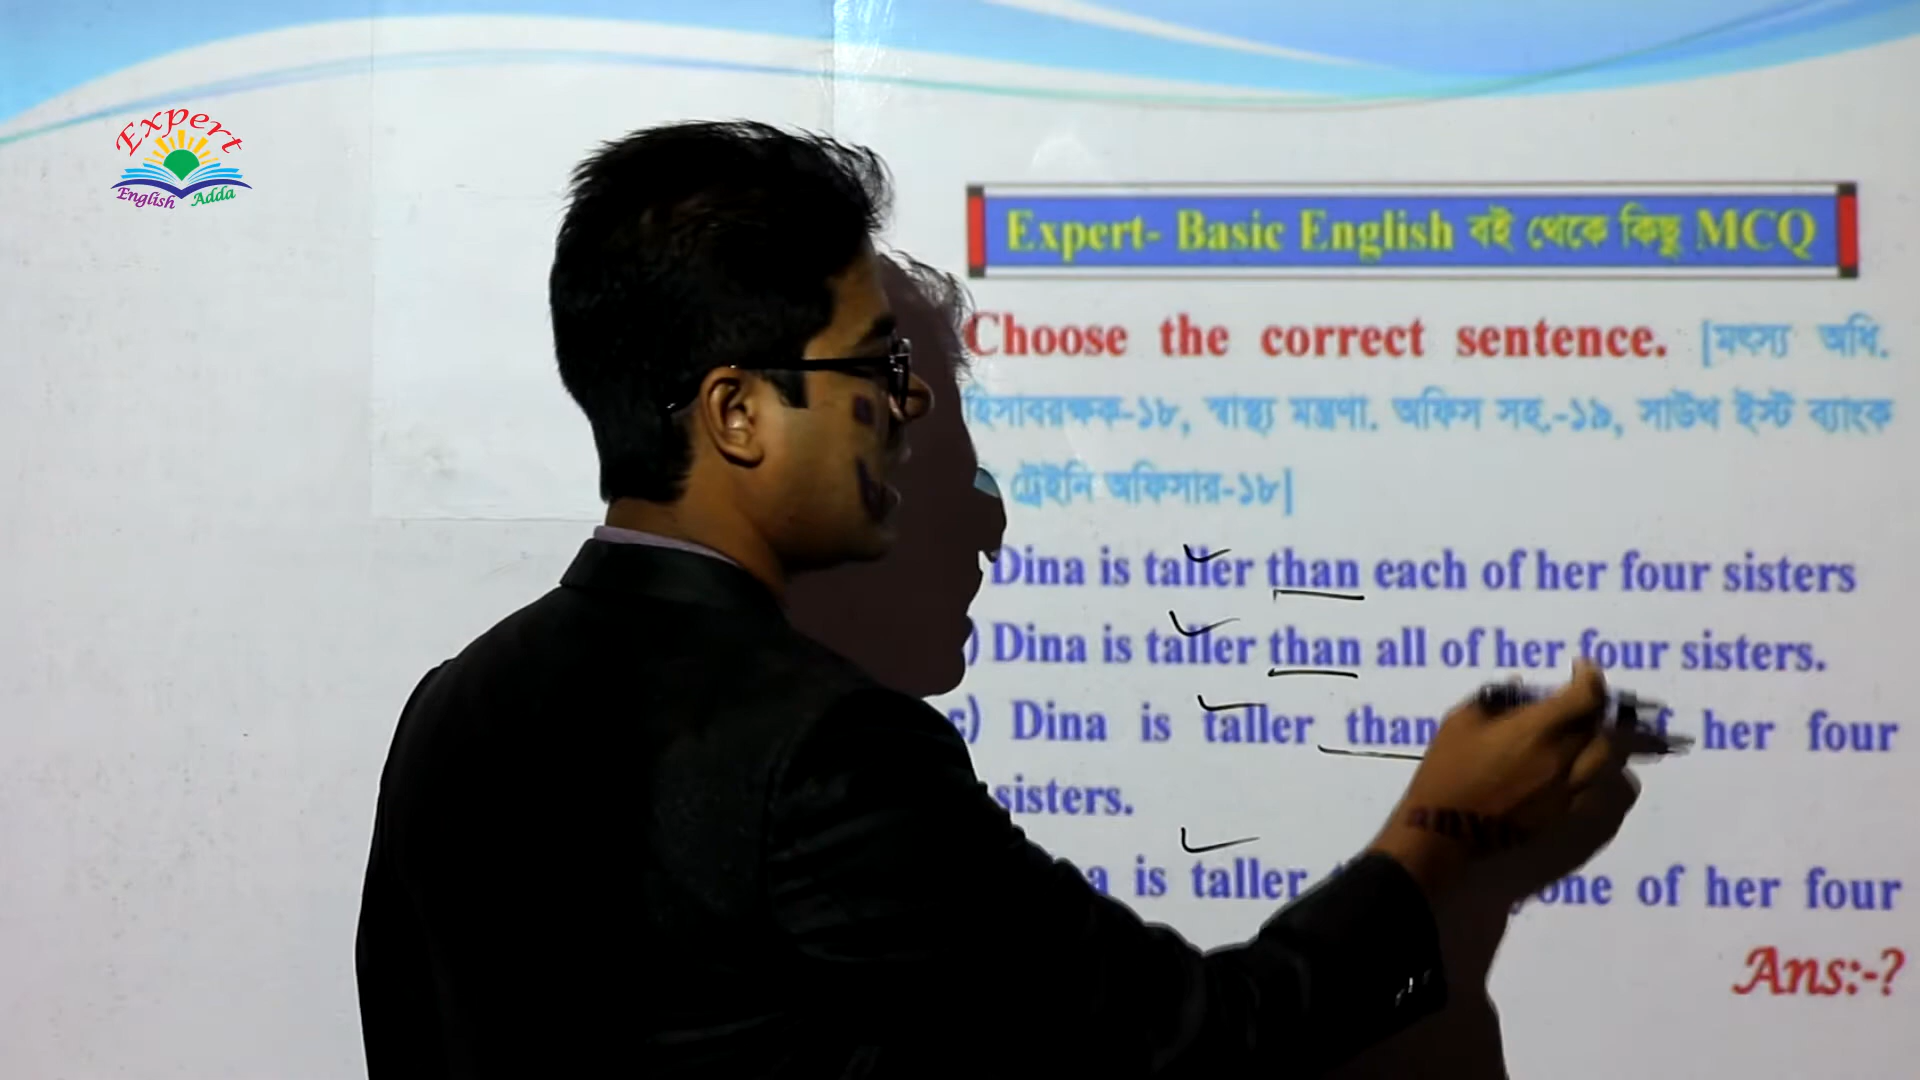 Expert
English Adda
Expert- Basic English বই থেকে কিছু MCQ
Choose the correct sentence. [মৎস্য অধি.
হিসাবরক্ষক-১৮, স্বাস্থ্য মন্ত্রণা. অফিস সহ.-১৯, সাউথ ইস্ট ব্যাংক
ট্রেইনি অফিসার-১৮]
Dina is taller than each of her four sisters
) Dina is taller than all of her four sisters.
c) Dina is taller than of her four
sisters.
is taller one of her four
Ans:-?